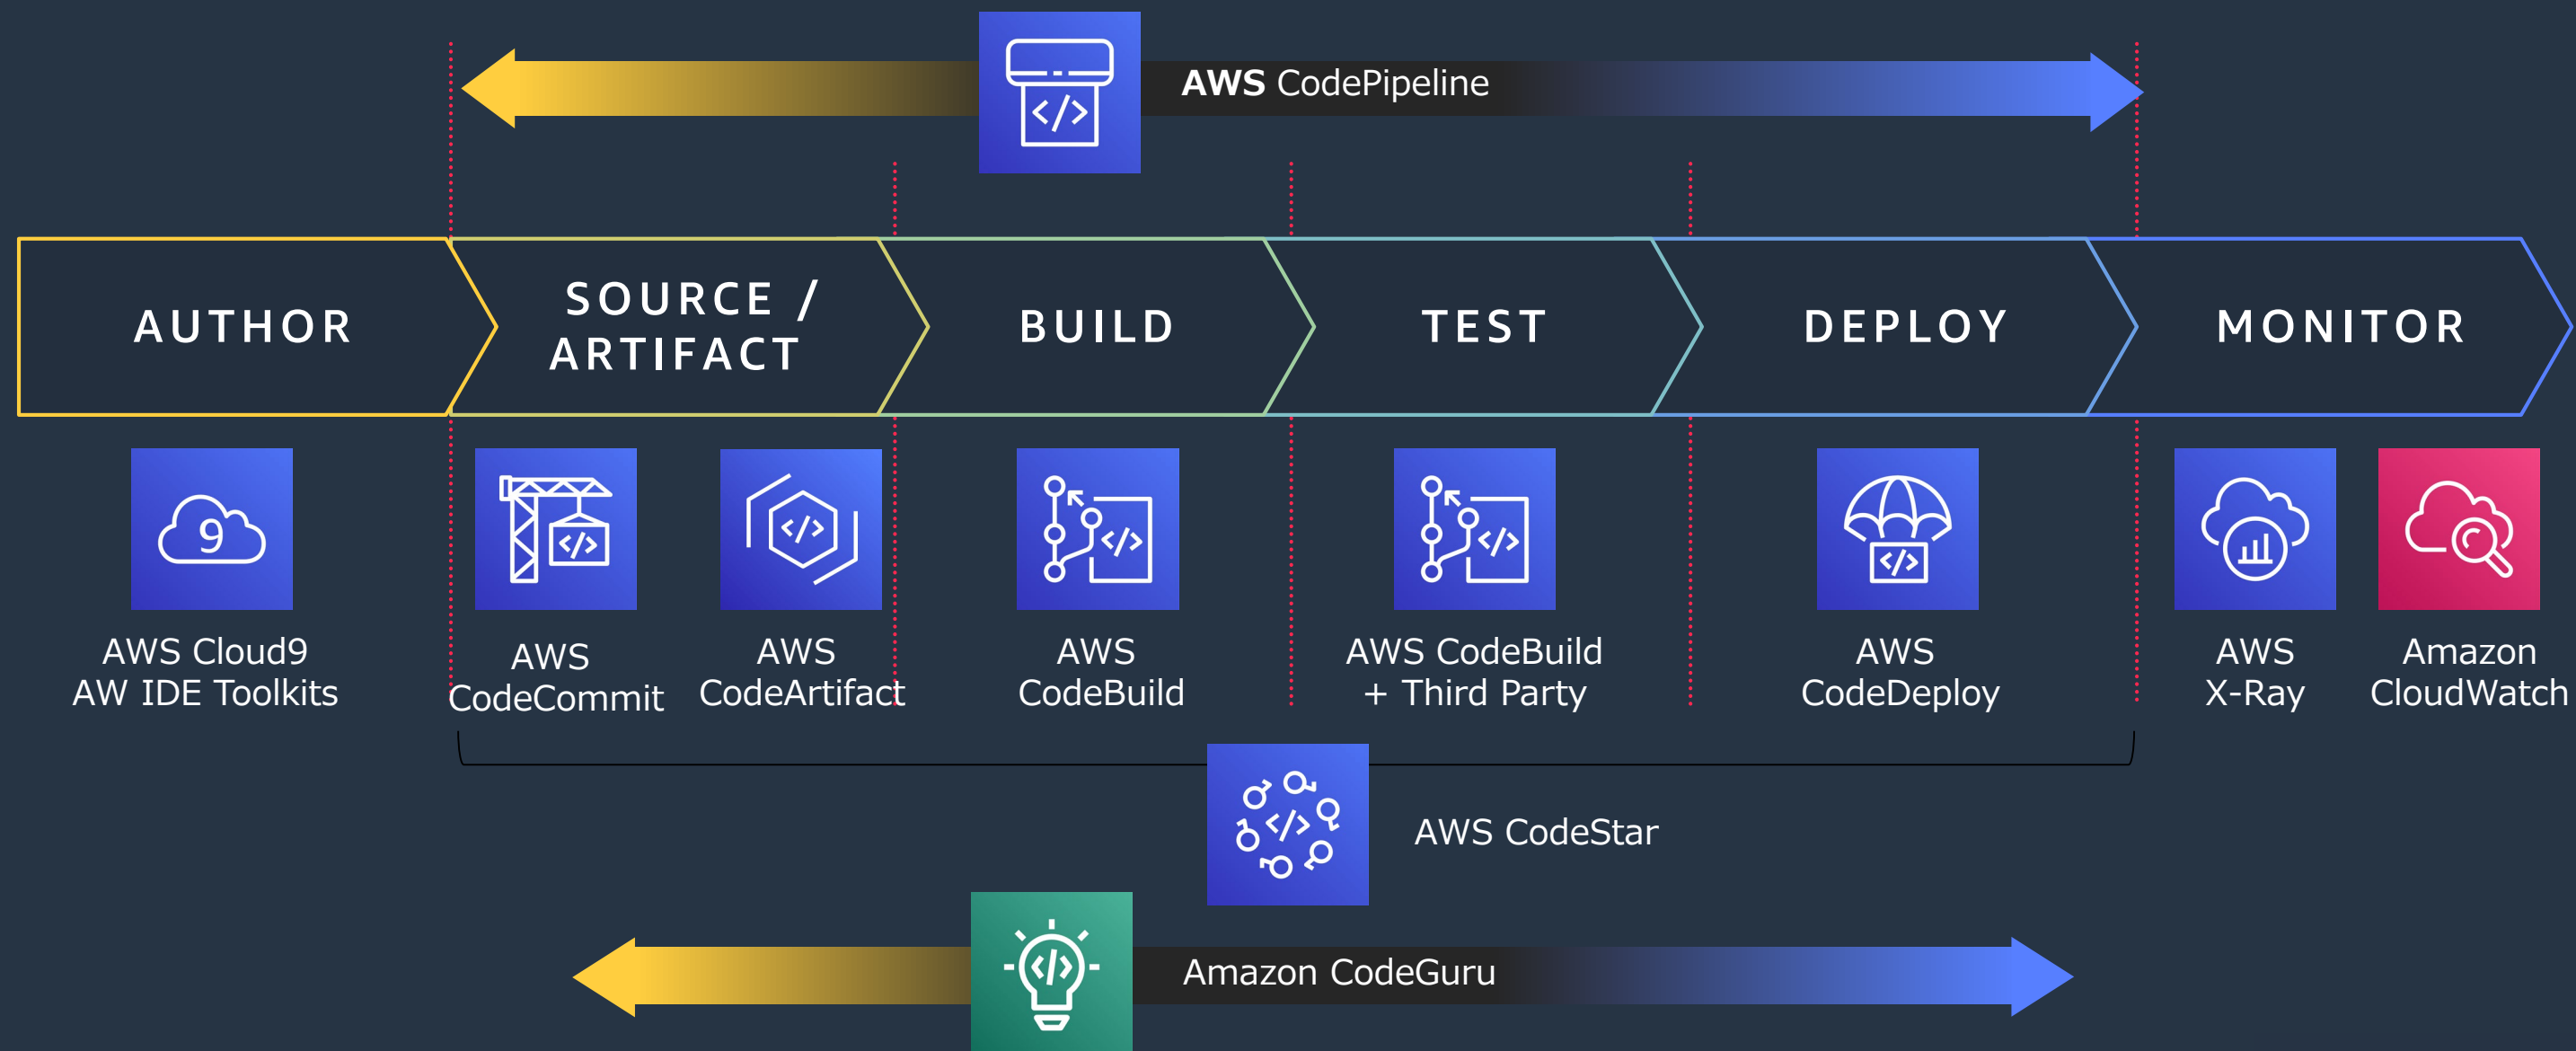 AWS CodePipeline
AUTHOR
SOURCE /
ARTIFACT
BUILD
TEST
DEPLOY
MONITOR
9
AWS Cloud9
AW IDE Toolkits
AWS
CodeCommit
AWS
CodeArtifact
AWS
CodeBuild
AWS CodeBuild
+ Third Party
AWS
CodeDeploy
AWS
X-Ray
Amazon
CloudWatch
AWS CodeStar
Amazon CodeGuru